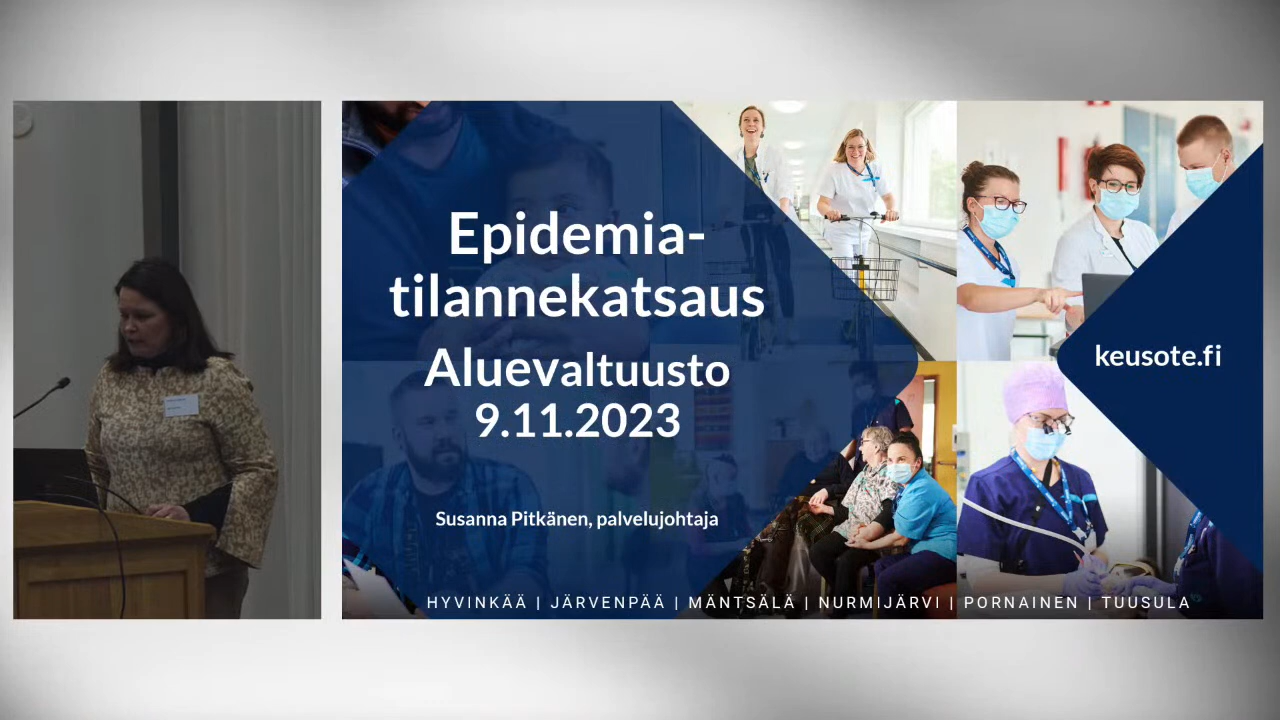 Epidemia-
tilannekatsaus
Aluevaltuusto
9.11.2023
Susanna Pitkänen, palvelujohtaja
keusote.fi
HYVINKÄÄ | JÄRVENPÄÄ | MÄNTSÄLÄ | NURMIJÄRVI | PORNAINEN | TUUSULA